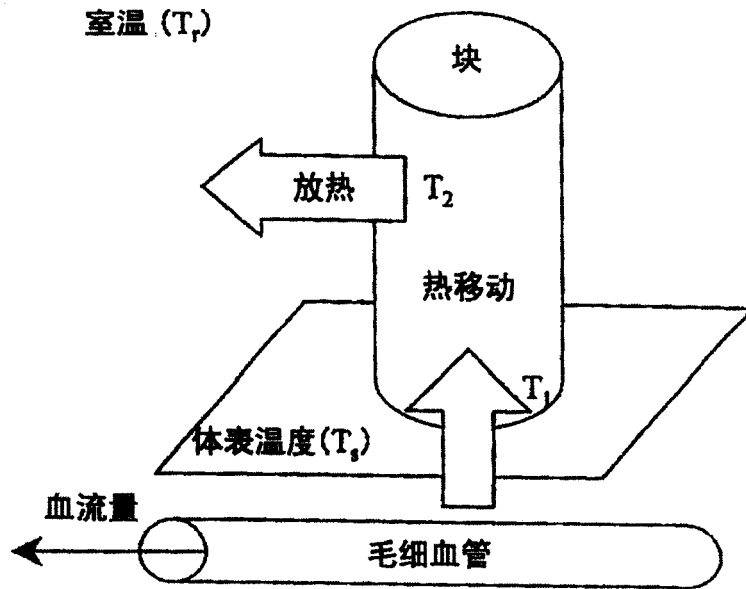 室温 (Tr)
块
放热
T2
热移动
T1
体表温度(Ts)
血流量
毛细血管